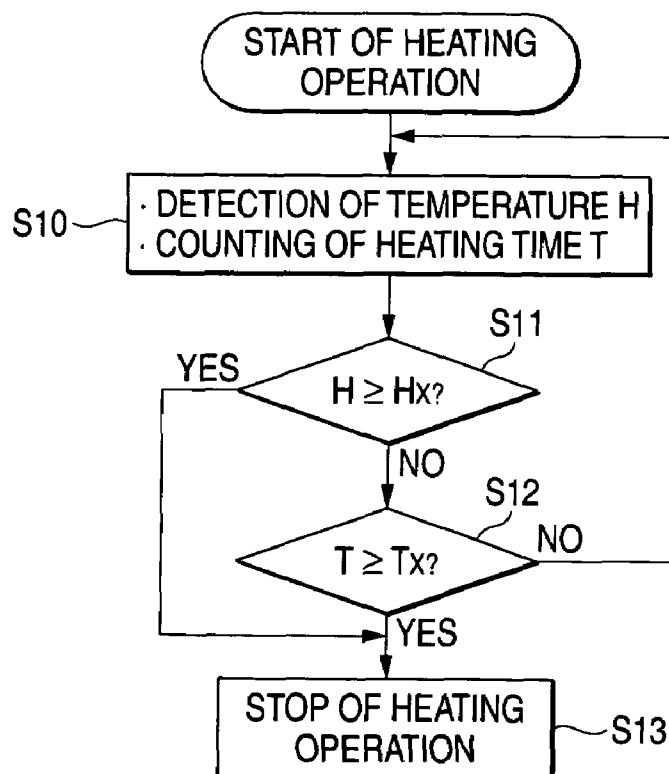 START OF HEATING
OPERATION
S10
· DETECTION OF TEMPERATURE H
· COUNTING OF HEATING TIME T
S11
YES
H ≥ Hx?
NO
S12
T ≥ Tx?
NO
YES
STOP OF HEATING
OPERATION
S13